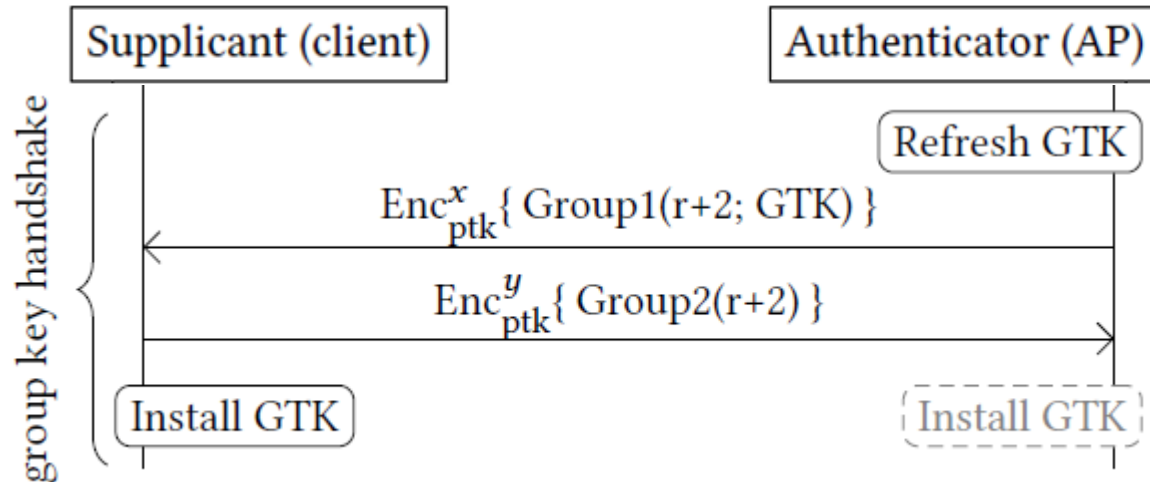 Supplicant (client)
Authenticator (AP)
group key handshake
Refresh GTK
Enc^x_ptk{ Group1(r+2; GTK) }
Enc^y_ptk{ Group2(r+2) }
Install GTK
Install GTK